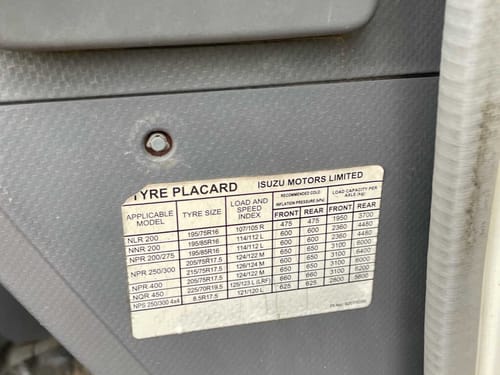 TYRE PLACARD ISUZU MOTORS LIMITED
APPLICABLE MODEL TYRE SIZE LOAD AND SPEED INDEX RECOMMENDED COLD INFLATION PRESSURE (kPa) LOAD CAPACITY PER AXLE (kg)
FRONT REAR FRONT REAR
NLR 200 195/75R16 107/105 R 475 475 1950 3700
NNR 200 195/85R16 114/112 L 600 600 2360 4480
NPR 200/275 195/85R16 114/112 L 600 600 2360 4480
NPR 250/300 205/75R17.5 124/122 M 650 650 3100 6000
215/75R17.5 126/124 M 650 650 3100 6400
NPR 400 205/75R17.5 124/122 M 650 650 3100 6000
NQR 450 225/70R19.5 125/123 L (LRF) 660 660 3100 6200
NPS 250/300 4x4 8.5R17.5 121/120 L 625 625 2800 5600